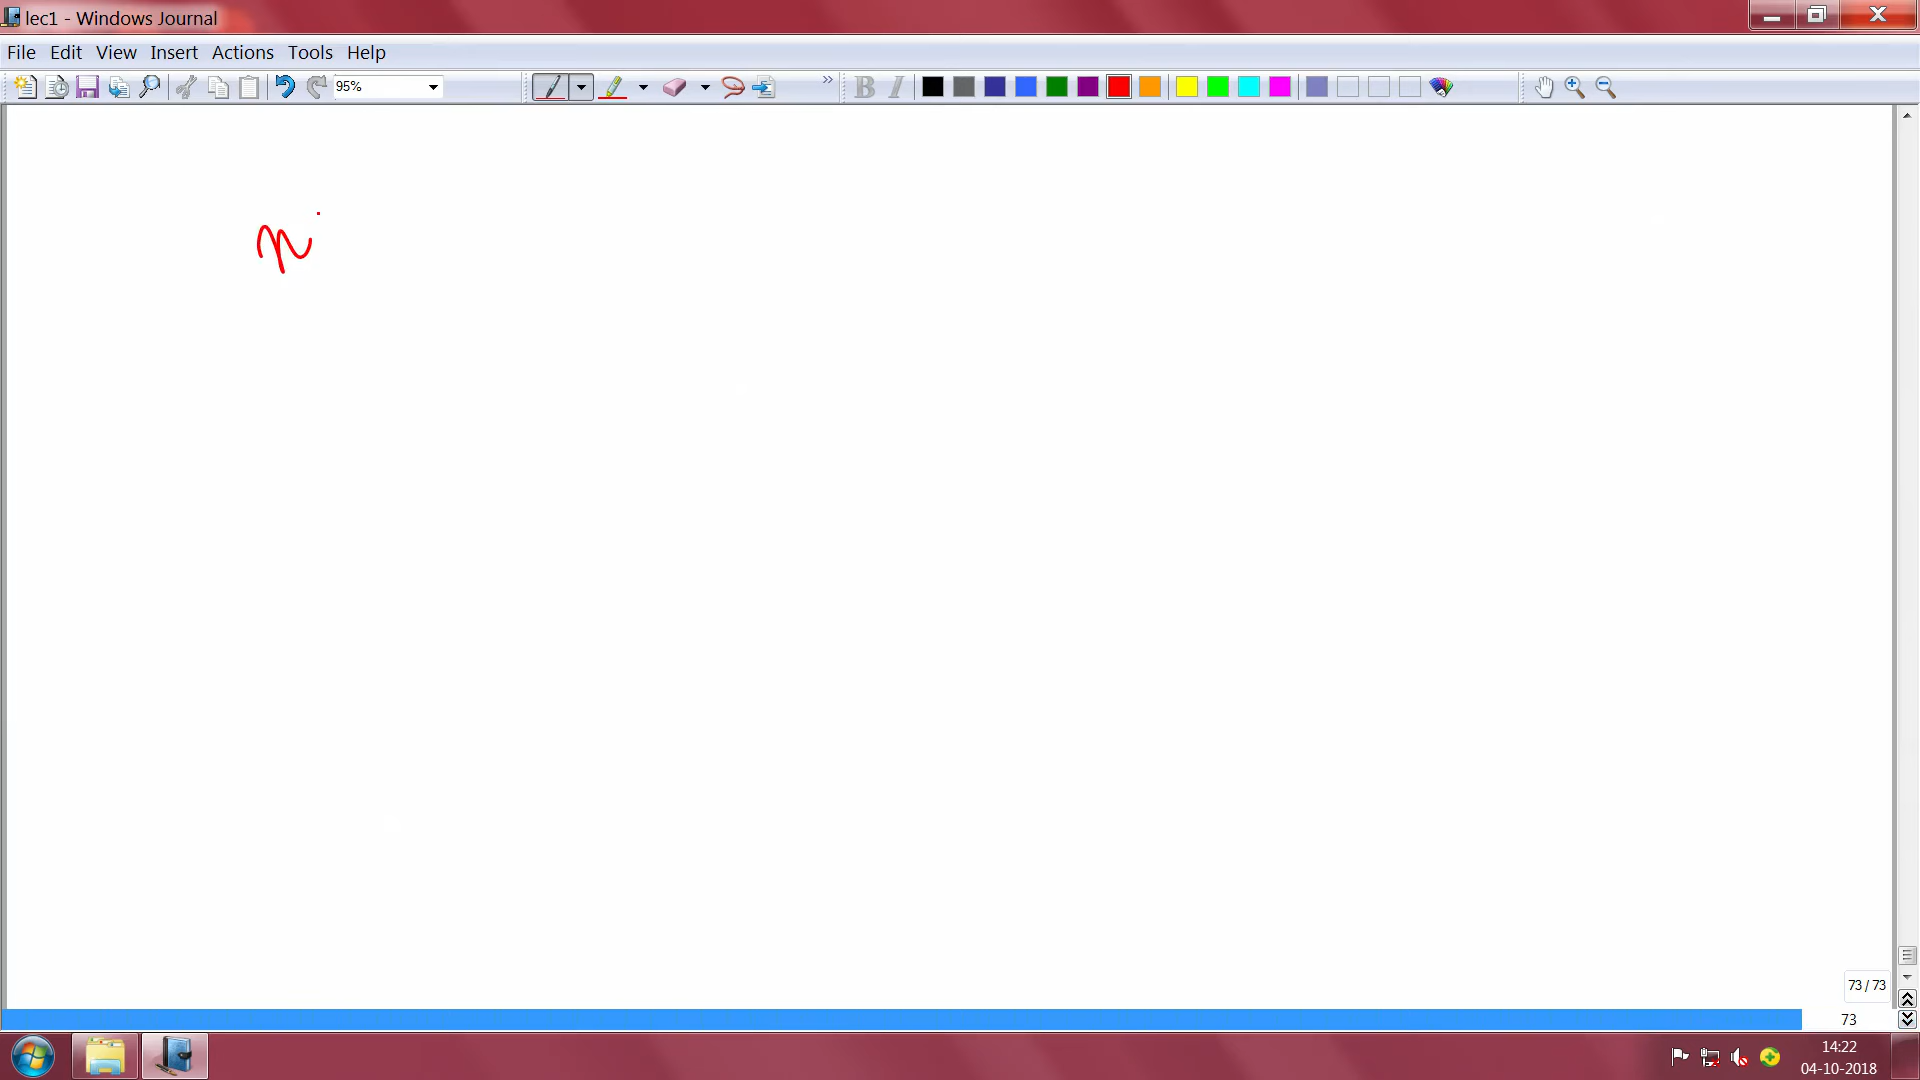 lec1 - Windows Journal
File Edit View Insert Actions Tools Help
95%
B I
n
73 / 73
73
14:22
04-10-2018